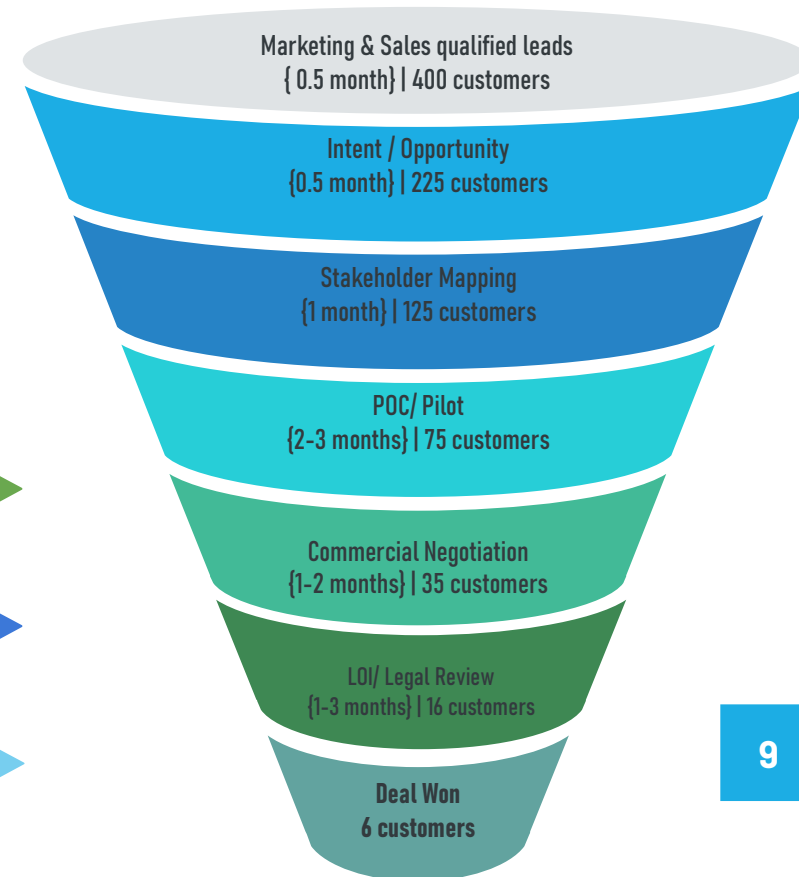 Marketing & Sales qualified leads
{ 0.5 month} | 400 customers
Intent / Opportunity
{0.5 month} | 225 customers
Stakeholder Mapping
{1 month} | 125 customers
POC/ Pilot
{2-3 months} | 75 customers
Commercial Negotiation
{1-2 months} | 35 customers
LOI/ Legal Review
{1-3 months} | 16 customers
9
Deal Won
6 customers